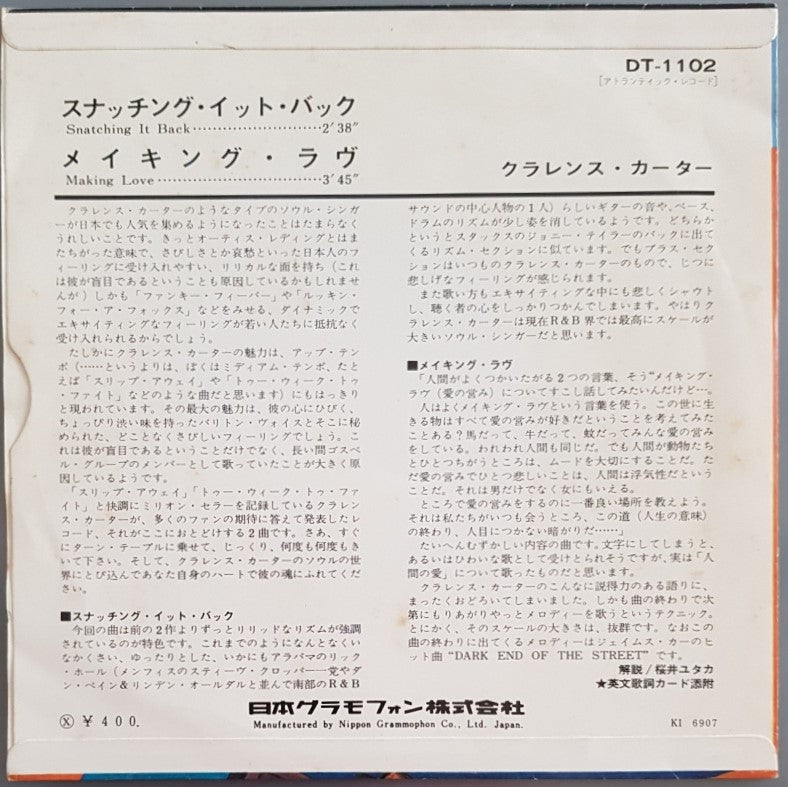 DT-1102
[アトランティック・レコード]
スナッチング・イット・バック
Snatching It Back………………………2′38″
メイキング・ラヴ
Making Love……………………………3′45″
クラレンス・カーター
クラレンス・カーターのようなタイプのソウル・シンガ
ーが日本でも人気を集めるようになったことはたまらなく
うれしいことです。きっとオーティス・レディングとはま
たちがった意味で、さびしさとか哀愁といった日本人のフ
ィーリングに受け入れやすい、リリカルな面を持ち（これ
は彼が盲目であるということも原因しているかもしれませ
んが）しかも「ファンキー・フィーバー」や「ルッキン・
フォー・ア・フォックス」などをみせる、ダイナミックで
エキサイティングなフィーリングが若い人たちに抵抗なく
受け入れられるからでしょう。
たしかにクラレンス・カーターの魅力は、アップ・テン
ポ（……というよりは、ぼくはミディアム・テンポ、たと
えば「スリップ・アウェイ」や「トゥー・ウィーク・トゥ
・ファイト」などのような曲だと思います）にもはっきり
と現われています。その最大の魅力は、彼の心にひびく、
ちょっぴり渋い味を持ったバリトン・ヴォイスとそこに秘
められた、どことなくさびしいフィーリングでしょう。こ
れは彼が盲目であるということだけでなく、長い間ゴスペ
ル・グループのメンバーとして歌っていたことが大きく原
因しているようです。
「スリップ・アウェイ」「トゥー・ウィーク・トゥ・ファ
イト」と快調にミリオン・セラーを記録しているクラレン
ス・カーターが、多くのファンの期待に答えて発表したレ
コード、それがここにおとどけする2曲です。さあ、すぐ
にターン・テーブルに乗せて、じっくり、何度も何度もき
いて下さい。そして、クラレンス・カーターのソウルの世
界にとび込んであなた自身のハートで彼の魂にふれてくだ
さい。
■スナッチング・イット・バック
今回の曲は前の2作よりずっとリリッドなリズムが強調
されているのが特色です。これまでのようになんとなくい
なかくさい、ゆったりとした、いかにもアラバマのリック
・ホール（メンフィスのスティーヴ・クロッパー一党やダ
ン・ペイン＆リンデン・オールダルと並んで南部のR＆B
サウンドの中心人物の1人）らしいギターの音や、ベース、
ドラムのリズムが少し姿を消しているようです。どちらか
というとスタックスのジョニー・テイラーのバックに出て
くるリズム・セクションに似ています。でもブラス・セク
ションはいつものクラレンス・カーターのもので、じつに
悲しげなフィーリングが感じられます。
また歌い方もエキサイティングな中にも悲しくシャウト
し、聴く者の心をしっかりつかんでしまいます。やはりク
ラレンス・カーターは現在R＆B界では最高にスケールが
大きいソウル・シンガーだと思います。
■メイキング・ラヴ
「人間がよくつかいたがる2つの言葉、そう〝メイキング・
ラヴ（愛の営み）についてすこし話してみたいんだけど…。
人はよくメイキング・ラヴという言葉を使う。この世に生
きる物はすべて愛の営みが好きだということを考えてみた
ことある？馬だって、牛だって、蚊だってみんな愛の営み
をしている。われわれ人間も同じだ。でも人間が動物たち
とひとつちがうところは、ムードを大切にすることだ。た
だ愛の営みでひとつ悲しいことは、人間は浮気性だという
ことだ。それは男だけでなく女にもいえる。
ところで愛の営みをするのに一番良い場所を教えよう。
それは私たちがいつも会うところ、この道（人生の意味）
の終わり、人目につかない暗がりだ……」
たいへんむずかしい内容の曲です。文字にしてしまうと、
あるいはひわいな歌として受けとられそうですが、実は「人
間の愛」について歌ったものだと思います。
クラレンス・カーターのこんなに説得力のある語りに、
まったくおどろいてしまいました。しかも曲の終わりで次
第にもりあがりやっとメロディーを歌うというテクニック。
とにかく、そのスケールの大きさは、抜群です。なおこの
曲の終わりに出てくるメロディーはジェイムス・カーのヒ
ット曲“DARK END OF THE STREET”です。
解説／桜井ユタカ
★英文歌詞カード添附
Ⓧ ￥400.
日本グラモフォン株式会社
Manufactured by Nippon Grammophon Co., Ltd. Japan.
KI 6907